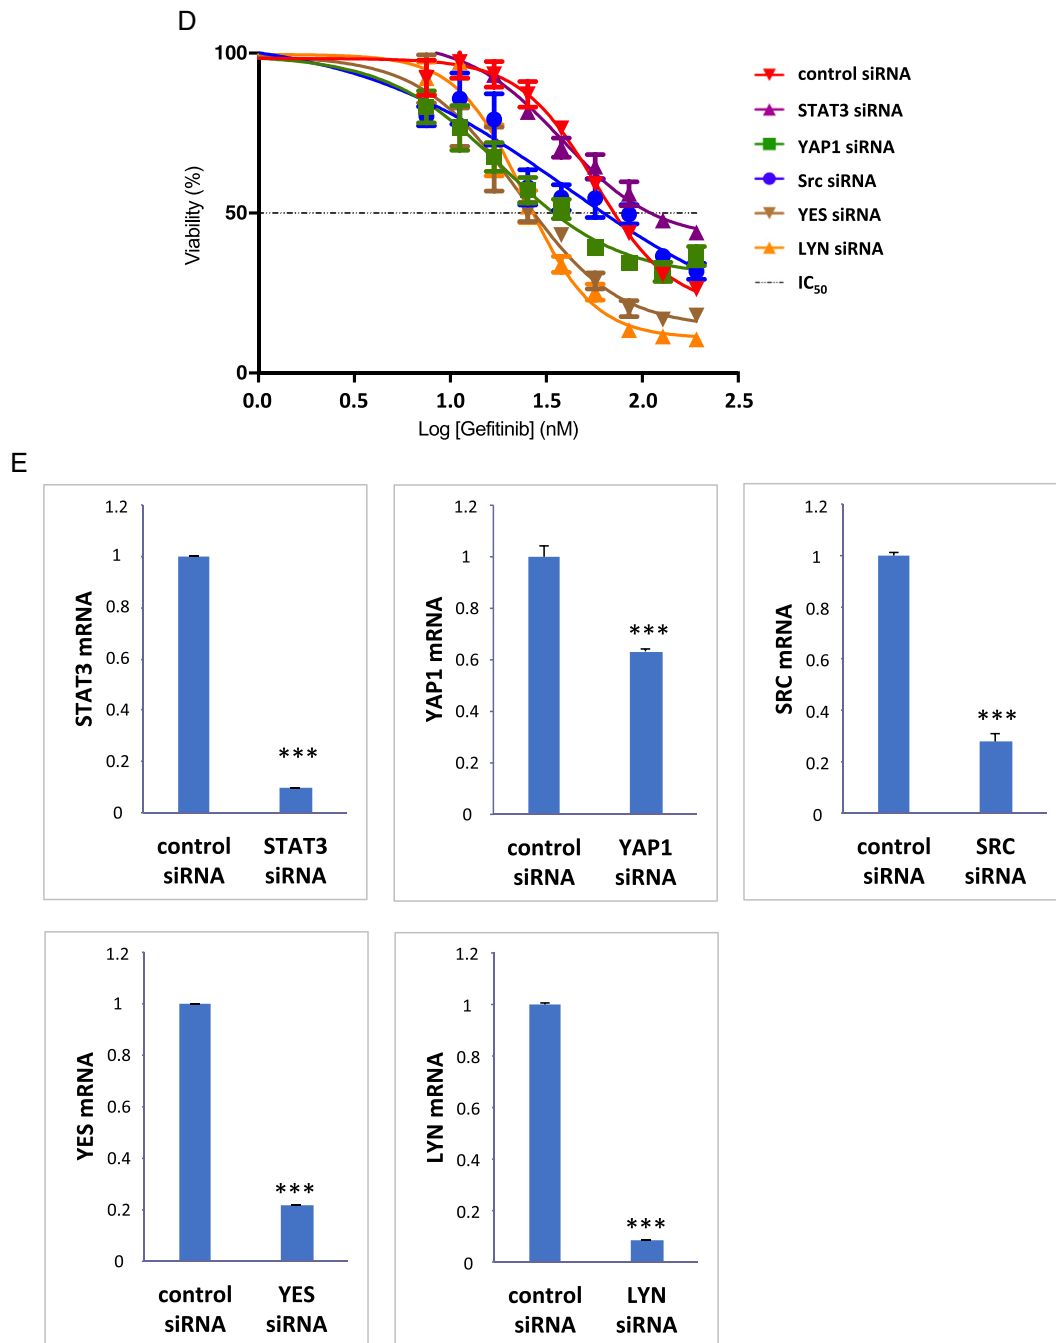 D
100
50
0
Viability (%)
0.0 0.5 1.0 1.5 2.0 2.5
Log [Gefitinib] (nM)
control siRNA
STAT3 siRNA
YAP1 siRNA
Src siRNA
YES siRNA
LYN siRNA
IC50
E
STAT3 mRNA
1.2
1
0.8
0.6
0.4
0.2
0
***
control STAT3
siRNA siRNA
YAP1 mRNA
1.2
1
0.8
0.6
0.4
0.2
0
***
control YAP1
siRNA siRNA
SRC mRNA
1.2
1
0.8
0.6
0.4
0.2
0
***
control SRC
siRNA siRNA
YES mRNA
1.2
1
0.8
0.6
0.4
0.2
0
***
control YES
siRNA siRNA
LYN mRNA
1.2
1
0.8
0.6
0.4
0.2
0
***
control LYN
siRNA siRNA